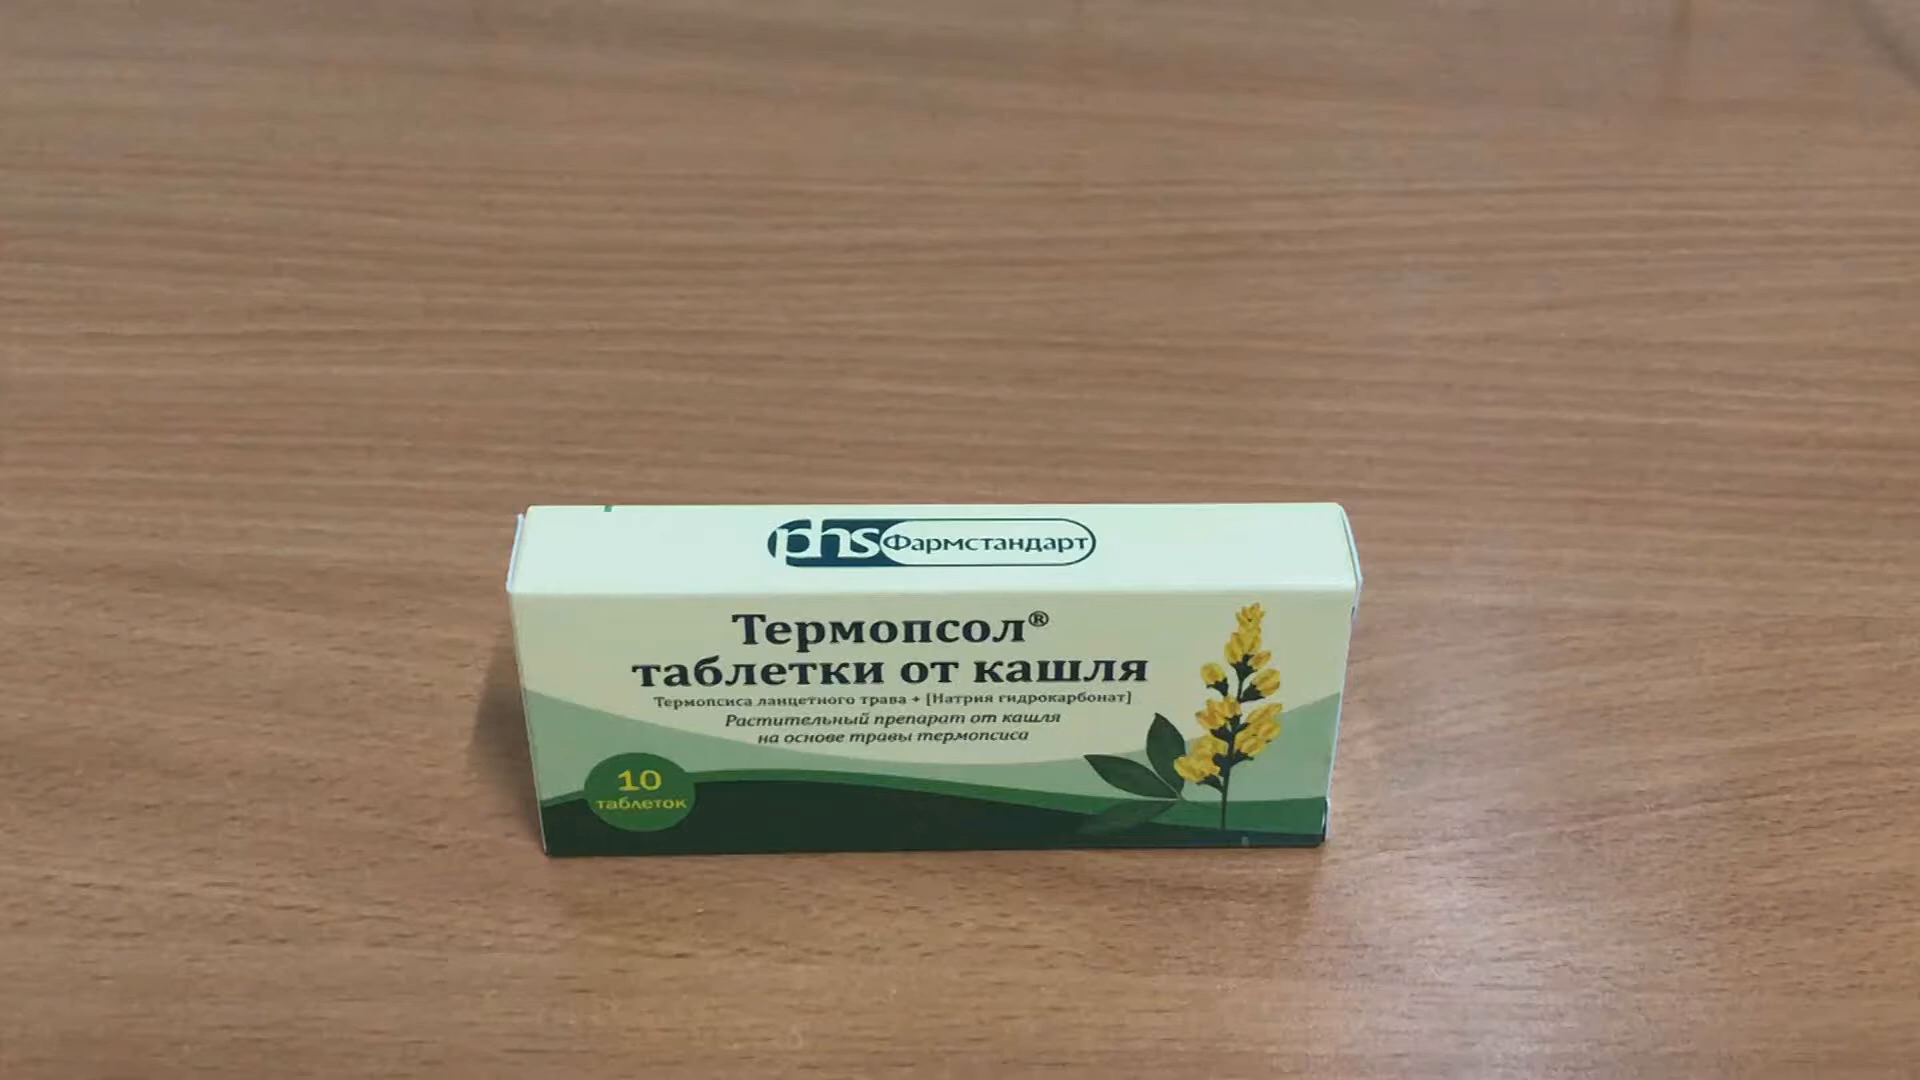 phs Фармстандарт
Термопсол®
таблетки от кашля
Термопсиса ланцетного трава + [Натрия гидрокарбонат]
Растительный препарат от кашля
на основе травы термопсиса
10
таблеток